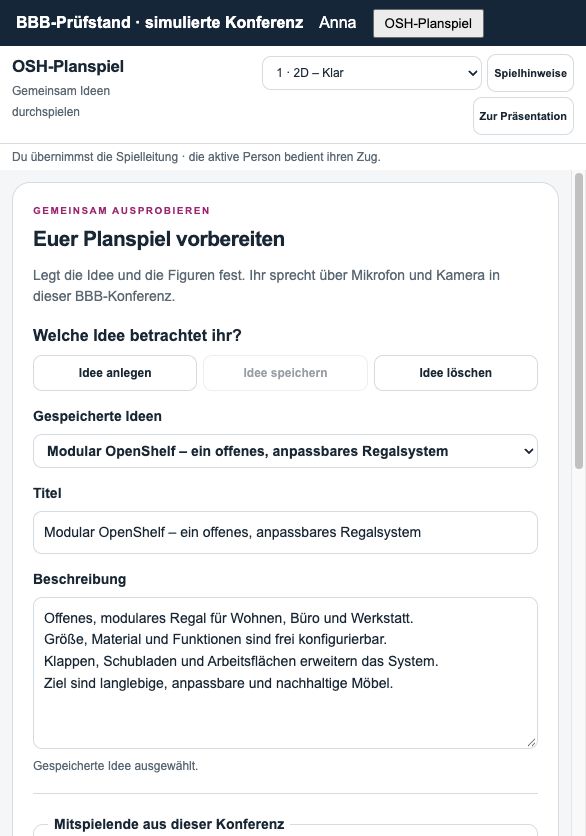 BBB-Prüfstand · simulierte Konferenz Anna OSH-Planspiel
OSH-Planspiel
Gemeinsam Ideen
durchspielen
1 · 2D – Klar
Spielhinweise
Zur Präsentation
Du übernimmst die Spielleitung · die aktive Person bedient ihren Zug.
GEMEINSAM AUSPROBIEREN
Euer Planspiel vorbereiten
Legt die Idee und die Figuren fest. Ihr sprecht über Mikrofon und Kamera in
dieser BBB-Konferenz.
Welche Idee betrachtet ihr?
Idee anlegen Idee speichern Idee löschen
Gespeicherte Ideen
Modular OpenShelf – ein offenes, anpassbares Regalsystem
Titel
Modular OpenShelf – ein offenes, anpassbares Regalsystem
Beschreibung
Offenes, modulares Regal für Wohnen, Büro und Werkstatt.
Größe, Material und Funktionen sind frei konfigurierbar.
Klappen, Schubladen und Arbeitsflächen erweitern das System.
Ziel sind langlebige, anpassbare und nachhaltige Möbel.
Gespeicherte Idee ausgewählt.
Mitspielende aus dieser Konferenz